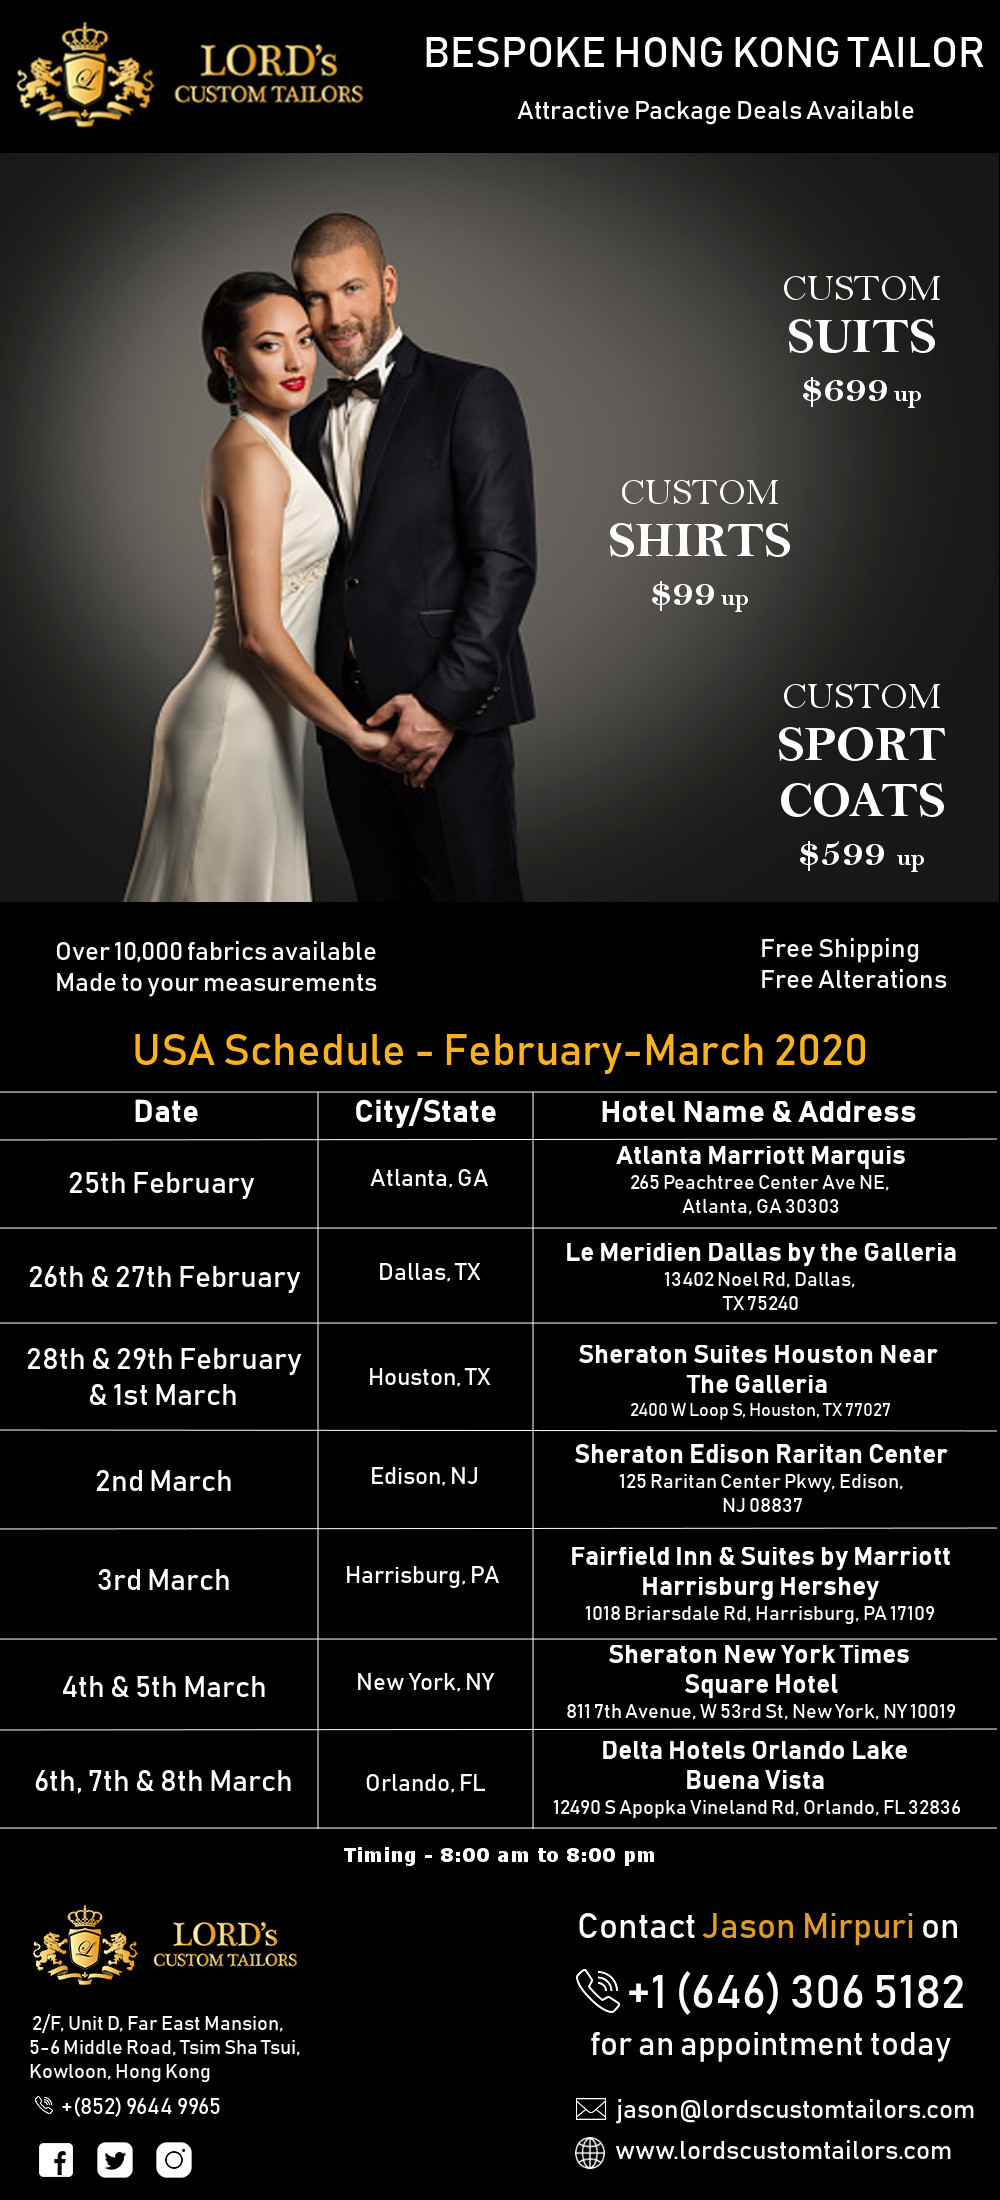 LORD's
CUSTOM TAILORS
BESPOKE HONG KONG TAILOR
Attractive Package Deals Available
CUSTOM
SUITS
$699 up
CUSTOM
SHIRTS
$99 up
CUSTOM
SPORT
COATS
$599 up
Over 10,000 fabrics available
Made to your measurements
Free Shipping
Free Alterations
USA Schedule - February-March 2020
Date City/State Hotel Name & Address
25th February
Atlanta, GA
Atlanta Marriott Marquis
265 Peachtree Center Ave NE,
Atlanta, GA 30303
26th & 27th February
Dallas, TX
Le Meridien Dallas by the Galleria
13402 Noel Rd, Dallas,
TX 75240
28th & 29th February
& 1st March
Houston, TX
Sheraton Suites Houston Near
The Galleria
2400 W Loop S, Houston, TX 77027
2nd March
Edison, NJ
Sheraton Edison Raritan Center
125 Raritan Center Pkwy, Edison,
NJ 08837
3rd March
Harrisburg, PA
Fairfield Inn & Suites by Marriott
Harrisburg Hershey
1018 Briarsdale Rd, Harrisburg, PA 17109
4th & 5th March
New York, NY
Sheraton New York Times
Square Hotel
811 7th Avenue, W 53rd St, New York, NY 10019
6th, 7th & 8th March
Orlando, FL
Delta Hotels Orlando Lake
Buena Vista
12490 S Apopka Vineland Rd, Orlando, FL 32836
Timing - 8:00 am to 8:00 pm
L
LORD's
CUSTOM TAILORS
2/F, Unit D, Far East Mansion,
5-6 Middle Road, Tsim Sha Tsui,
Kowloon, Hong Kong
+(852) 9644 9965
Contact Jason Mirpuri on
+1 (646) 306 5182
for an appointment today
jason@lordscustomtailors.com
www.lordscustomtailors.com